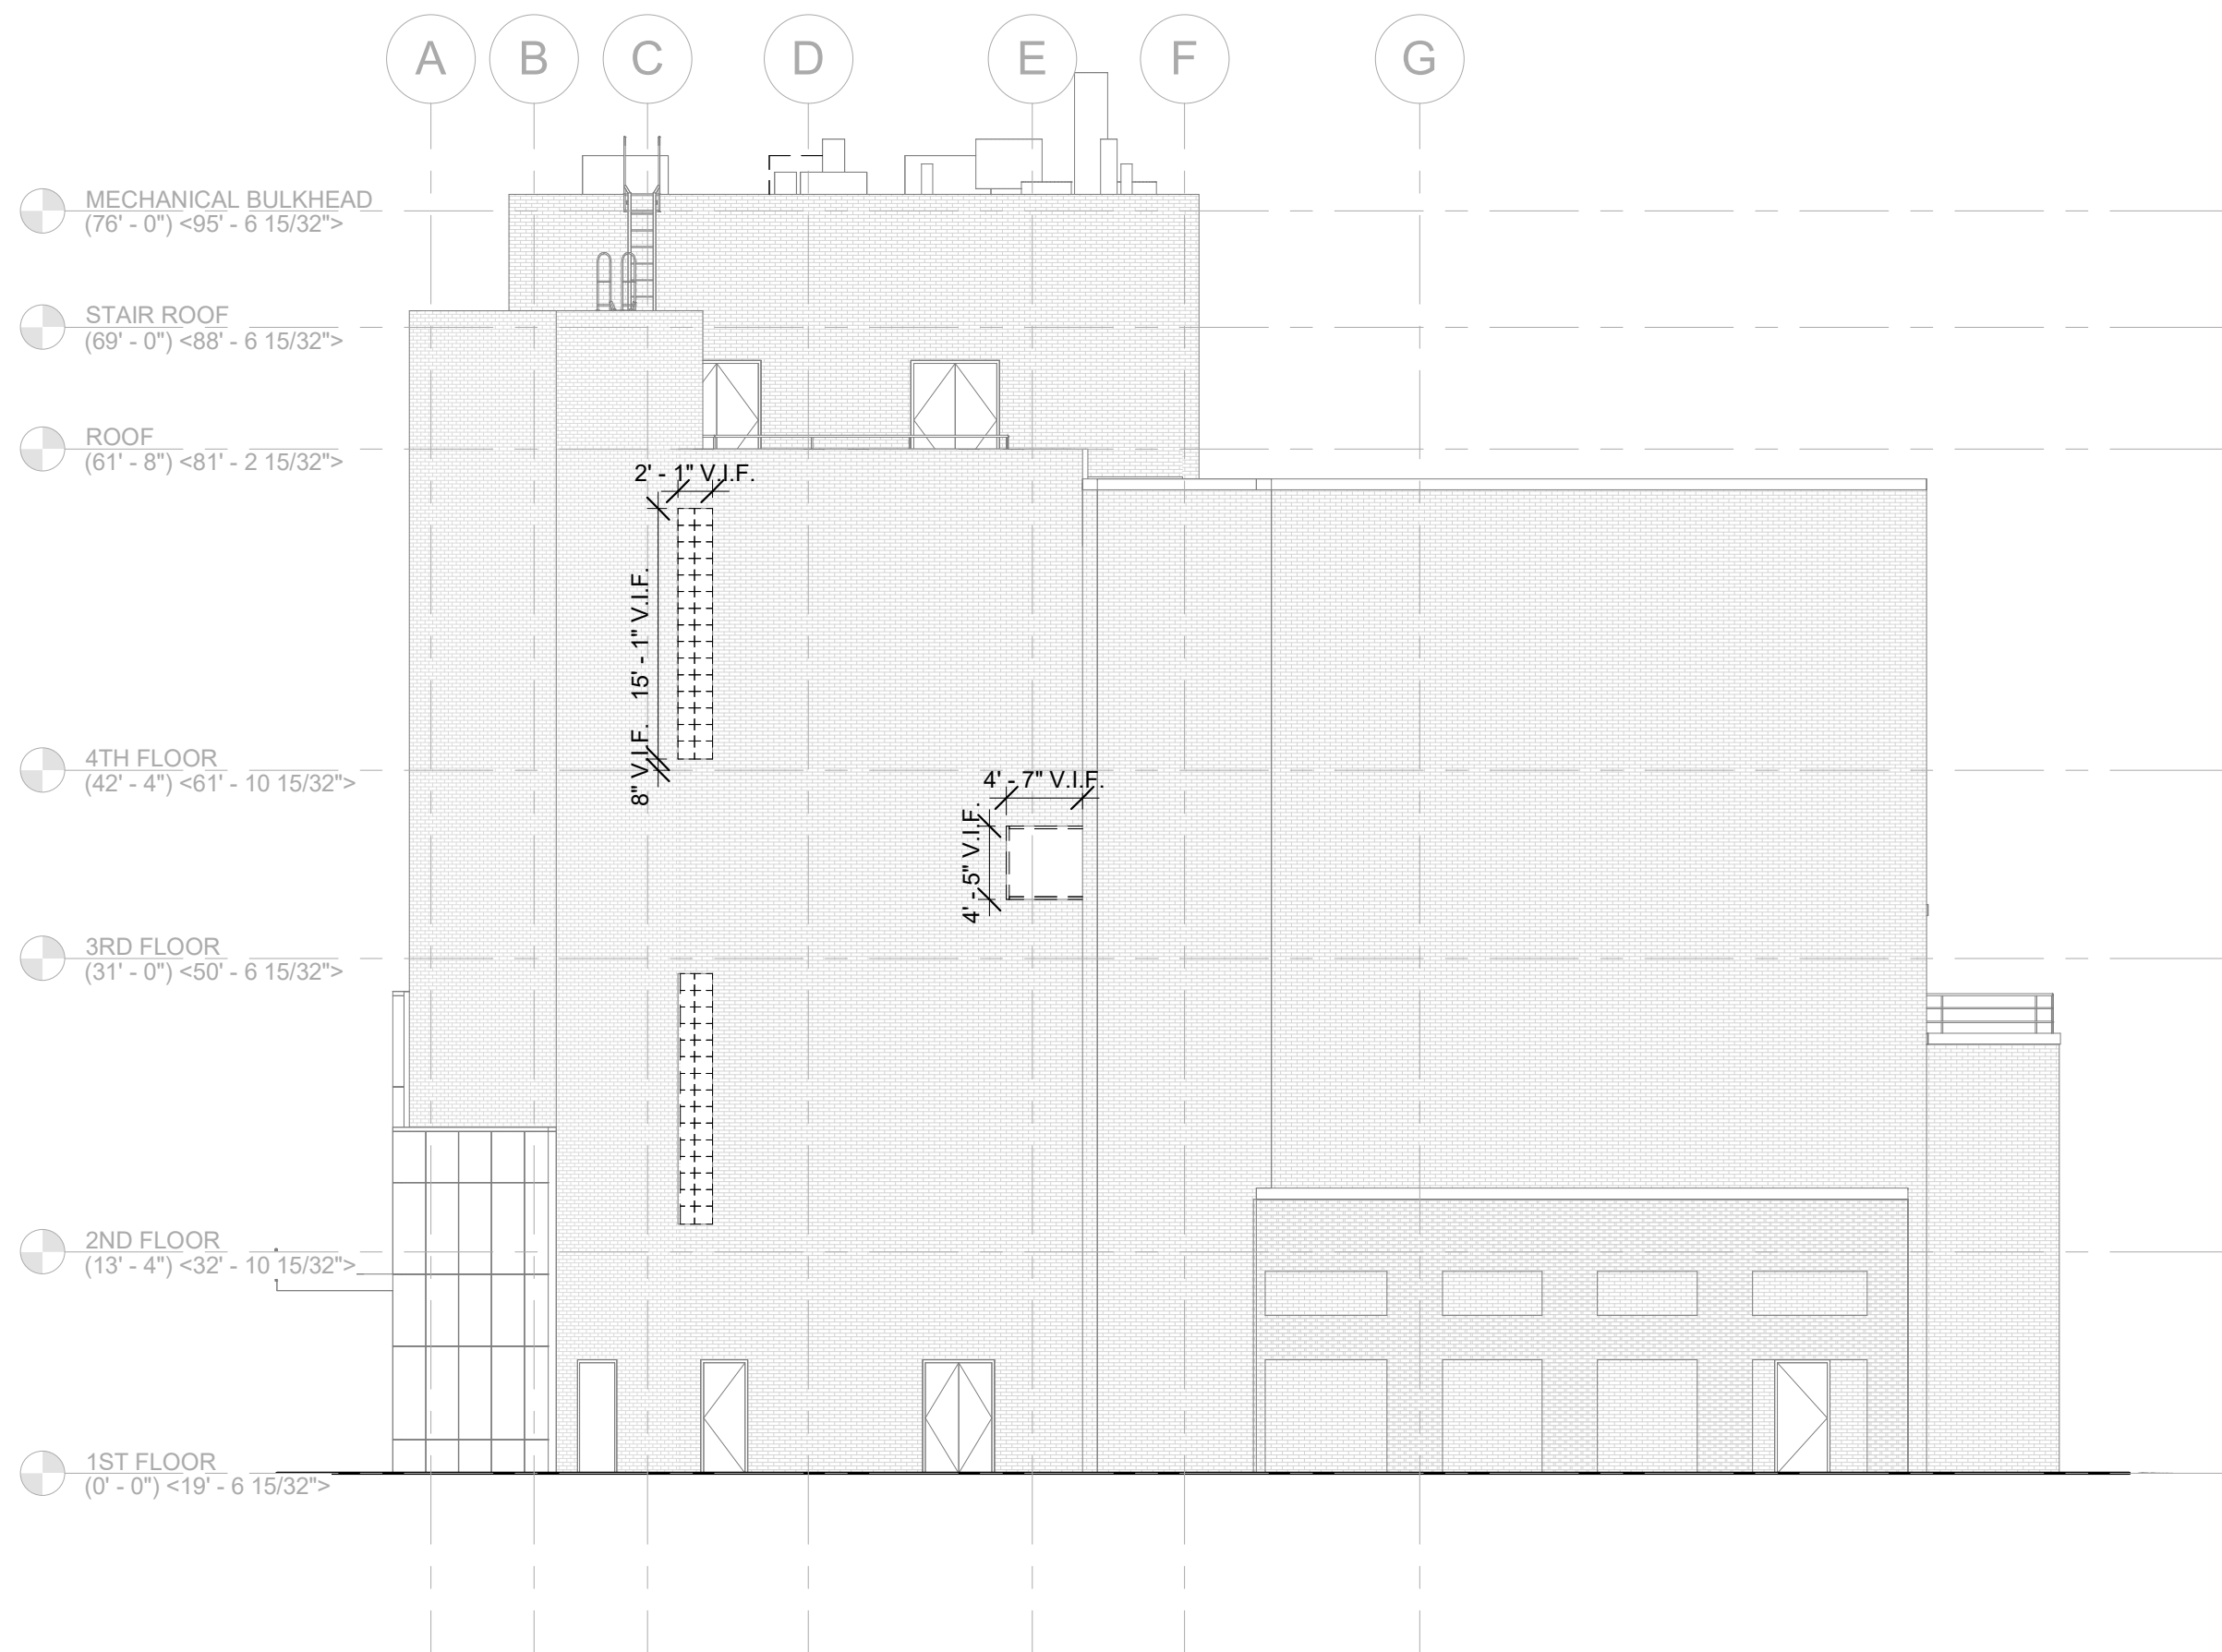 A B C D E F G
MECHANICAL BULKHEAD
(76' - 0") <95' - 6 15/32">
STAIR ROOF
(69' - 0") <88' - 6 15/32">
ROOF
(61' - 8") <81' - 2 15/32">
2' - 1" V.I.F.
15' - 1" V.I.F.
8" V.I.F.
4TH FLOOR
(42' - 4") <61' - 10 15/32">
4' - 7" V.I.F.
4' - 5" V.I.F.
3RD FLOOR
(31' - 0") <50' - 6 15/32">
2ND FLOOR
(13' - 4") <32' - 10 15/32">
1ST FLOOR
(0' - 0") <19' - 6 15/32">